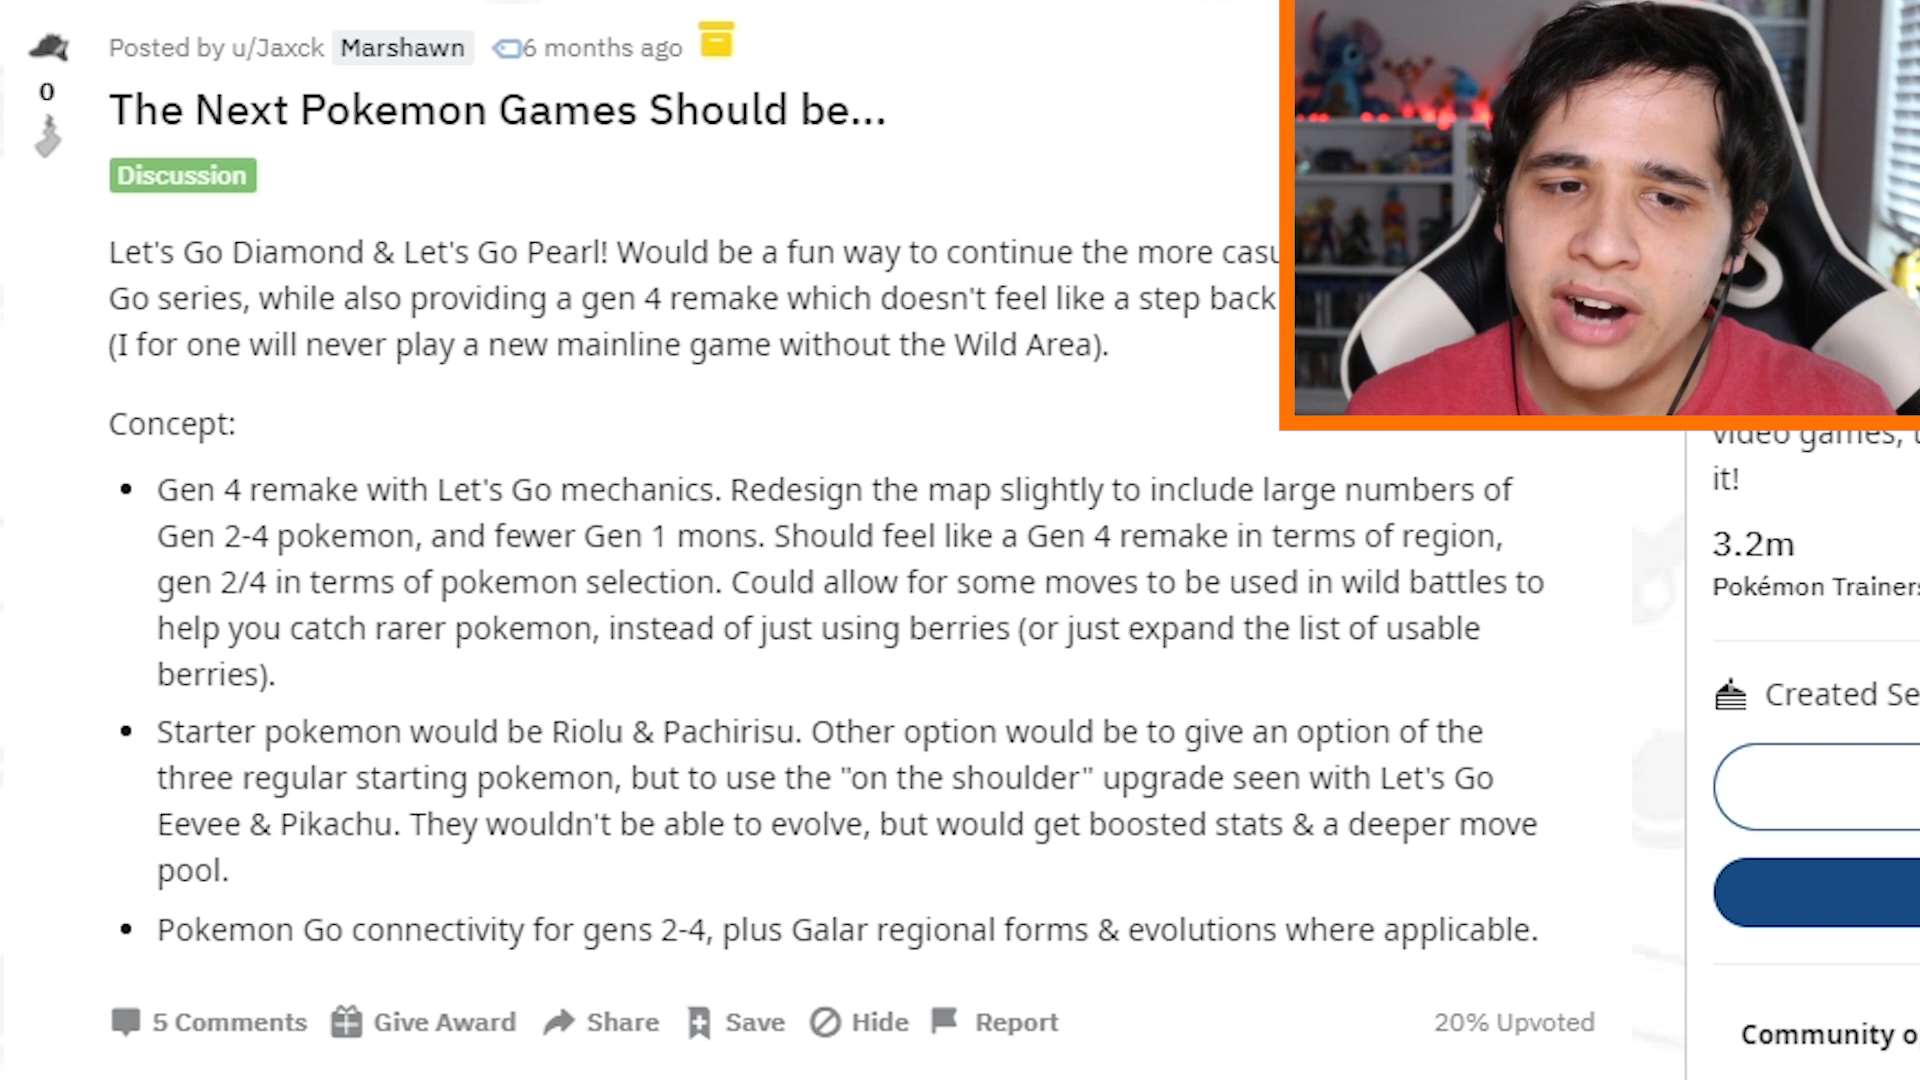 Posted by u/Jaxck Marshawn 6 months ago
0
The Next Pokemon Games Should be...
Discussion
Let's Go Diamond & Let's Go Pearl! Would be a fun way to continue the more
Go series, while also providing a gen 4 remake which doesn't feel like a step back
(I for one will never play a new mainline game without the Wild Area).
Concept:
• Gen 4 remake with Let's Go mechanics. Redesign the map slightly to include large numbers of
Gen 2-4 pokemon, and fewer Gen 1 mons. Should feel like a Gen 4 remake in terms of region,
gen 2/4 in terms of pokemon selection. Could allow for some moves to be used in wild battles to
help you catch rarer pokemon, instead of just using berries (or just expand the list of usable
berries).
• Starter pokemon would be Riolu & Pachirisu. Other option would be to give an option of the
three regular starting pokemon, but to use the "on the shoulder" upgrade seen with Let's Go
Eevee & Pikachu. They wouldn't be able to evolve, but would get boosted stats & a deeper move
pool.
• Pokemon Go connectivity for gens 2-4, plus Galar regional forms & evolutions where applicable.
5 Comments Give Award Share Save Hide Report 20% Upvoted
video games,
it!
3.2m
Pokémon Trainers
Created Se
Community o